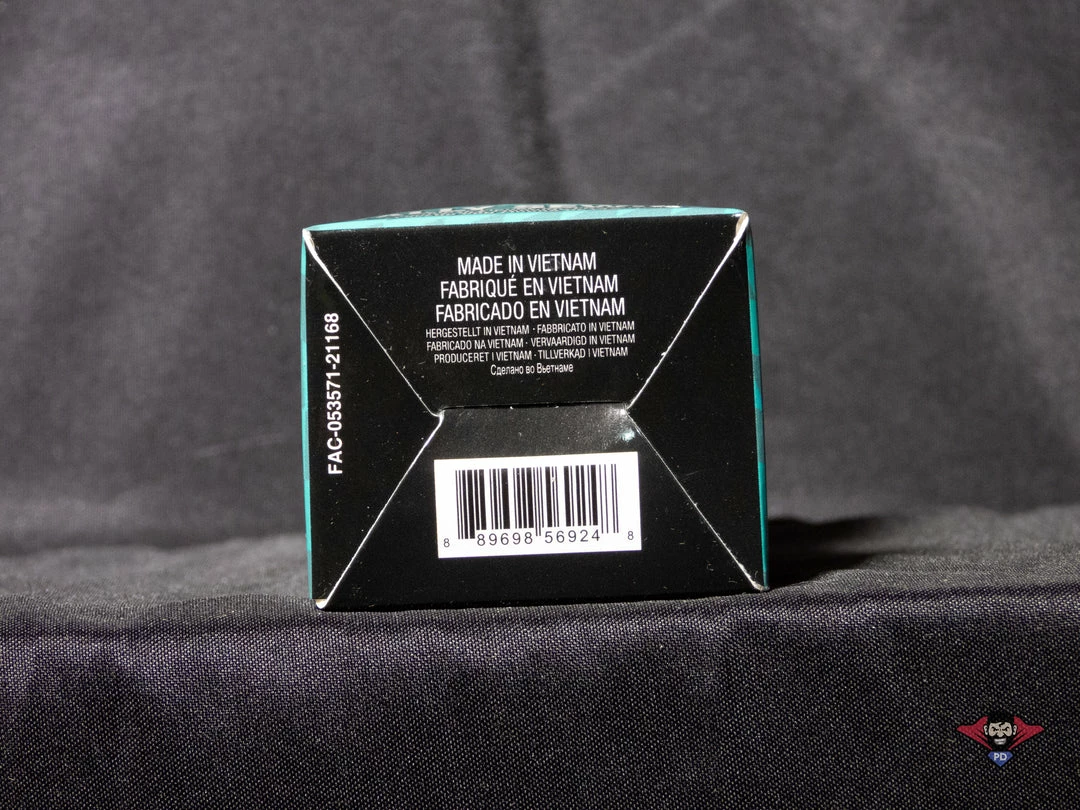 MADE IN VIETNAM
FABRIQUÉ EN VIETNAM
FABRICADO EN VIETNAM
HERGESTELLT IN VIETNAM · FABBRICATO IN VIETNAM
FABRICADO NA VIETNAM · VERVAARDIGD IN VIETNAM
PRODUCERET I VIETNAM · TILLVERKAD I VIETNAM
Сделано во Вьетнаме
FAC-053571-21168
8 89698 56924 8
PD